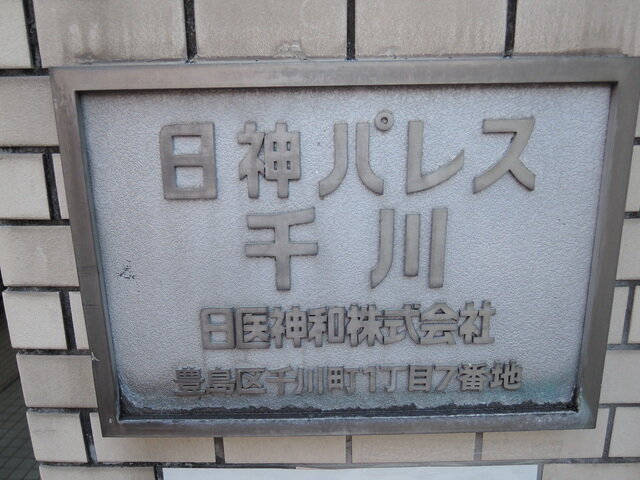 日神パレス
千川
日医神和株式会社
豊島区千川町1丁目7番地